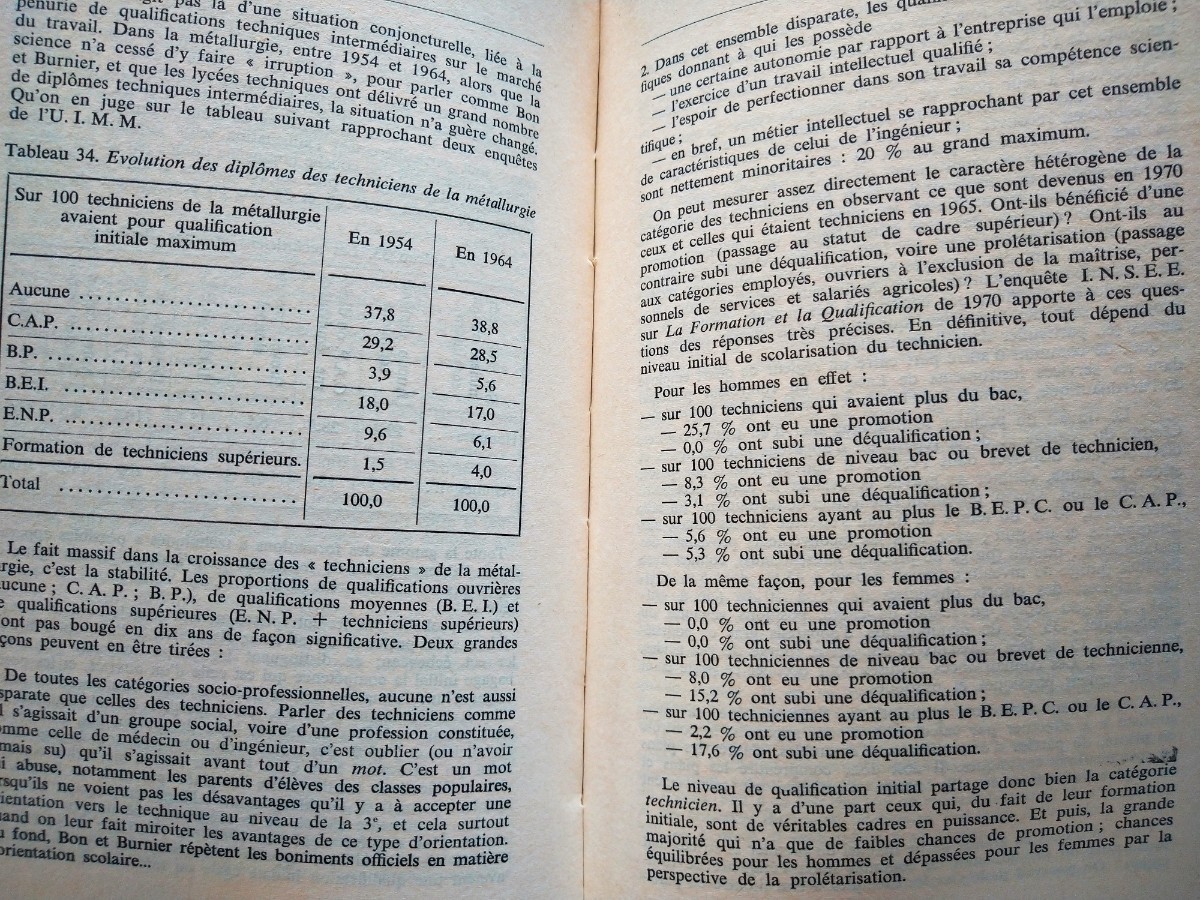 pas là d'une situation conjoncturelle, liée à la
pénurie de qualifications techniques intermédiaires sur le marché
du travail. Dans la métallurgie, entre 1954 et 1964, alors que la
science n'a cessé d'y faire « irruption », pour parler comme Bon
et Burnier, et que les lycées techniques ont délivré un grand nombre
de diplômes techniques intermédiaires, la situation n'a guère changé.
Qu'on en juge sur le tableau suivant rapprochant deux enquêtes
de l'U. I. M. M.
Tableau 34. Evolution des diplômes des techniciens de la métallurgie
Sur 100 techniciens de la métallurgie
avaient pour qualification
initiale maximum
En 1954
En 1964
Aucune ........ 37,8 38,8
C.A.P. ........ 29,2 28,5
B.P. ........ 3,9 5,6
B.E.I. ........ 18,0 17,0
E.N.P. ........ 9,6 6,1
Formation de techniciens supérieurs. 1,5 4,0
Total ........ 100,0 100,0
Le fait massif dans la croissance des « techniciens » de la métal-
rgie, c'est la stabilité. Les proportions de qualifications ouvrières
aucune ; C. A. P. ; B. P.), de qualifications moyennes (B. E. I.) et
e qualifications supérieures (E. N. P. + techniciens supérieurs)
ont pas bougé en dix ans de façon significative. Deux grandes
çons peuvent en être tirées :
De toutes les catégories socio-professionnelles, aucune n'est aussi
sparate que celles des techniciens. Parler des techniciens comme
l s'agissait d'un groupe social, voire d'une profession constituée,
mme celle de médecin ou d'ingénieur, c'est oublier (ou n'avoir
mais su) qu'il s'agissait avant tout d'un mot. C'est un mot
i abuse, notamment les parents d'élèves des classes populaires,
rsqu'ils ne voient pas les désavantages qu'il y a à accepter une
ientation vers le technique au niveau de la 3e, et cela surtout
and on leur fait miroiter les avantages de ce type d'orientation.
u fond, Bon et Burnier répètent les boniments officiels en matière
orientation scolaire...
2. Dans cet ensemble disparate, les
fiques donnant à qui les possède
— une certaine autonomie par rapport à l'entreprise qui l'emploie ;
— l'exercice d'un travail intellectuel qualifié ;
— l'espoir de perfectionner dans son travail sa compétence scien-
tifique ;
— en bref, un métier intellectuel se rapprochant par cet ensemble
de caractéristiques de celui de l'ingénieur ;
sont nettement minoritaires : 20 % au grand maximum.
On peut mesurer assez directement le caractère hétérogène de la
catégorie des techniciens en observant ce que sont devenus en 1970
ceux et celles qui étaient techniciens en 1965. Ont-ils bénéficié d'une
promotion (passage au statut de cadre supérieur) ? Ont-ils au
contraire subi une déqualification, voire une prolétarisation (passage
aux catégories employés, ouvriers à l'exclusion de la maîtrise, per-
sonnels de services et salariés agricoles) ? L'enquête I. N. S. E. E.
sur La Formation et la Qualification de 1970 apporte à ces ques-
tions des réponses très précises. En définitive, tout dépend du
niveau initial de scolarisation du technicien.
Pour les hommes en effet :
— sur 100 techniciens qui avaient plus du bac,
— 25,7 % ont eu une promotion
— 0,0 % ont subi une déqualification ;
— sur 100 techniciens de niveau bac ou brevet de technicien,
— 8,3 % ont eu une promotion
— 3,1 % ont subi une déqualification ;
— sur 100 techniciens ayant au plus le B. E. P. C. ou le C. A. P.,
— 5,6 % ont eu une promotion
— 5,3 % ont subi une déqualification.
De la même façon, pour les femmes :
— sur 100 techniciennes qui avaient plus du bac,
— 0,0 % ont eu une promotion
— 0,0 % ont subi une déqualification ;
— sur 100 techniciennes de niveau bac ou brevet de technicienne,
— 8,0 % ont eu une promotion
— 15,2 % ont subi une déqualification ;
— sur 100 techniciennes ayant au plus le B. E. P. C. ou le C. A. P.,
— 2,2 % ont eu une promotion
— 17,6 % ont subi une déqualification.
Le niveau de qualification initial partage donc bien la catégorie
technicien. Il y a d'une part ceux qui, du fait de leur formation
initiale, sont de véritables cadres en puissance. Et puis, la grande
majorité qui n'a que de faibles chances de promotion ; chances
équilibrées pour les hommes et dépassées pour les femmes par la
perspective de la prolétarisation.